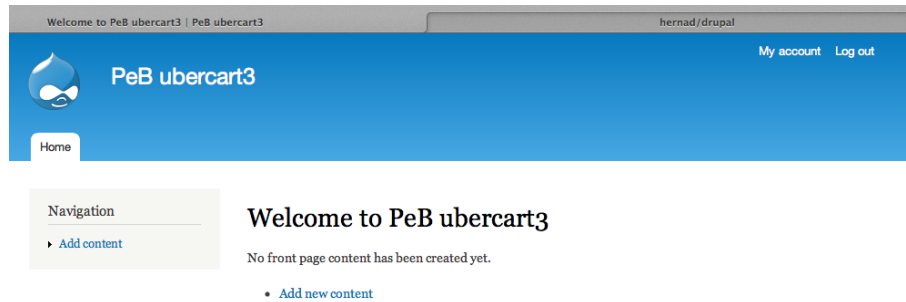 Welcome to PeB ubercart3 | PeB ubercart3
hernad/drupal
My account Log out
PeB ubercart3
Home
Navigation
Add content
Welcome to PeB ubercart3
No front page content has been created yet.
Add new content